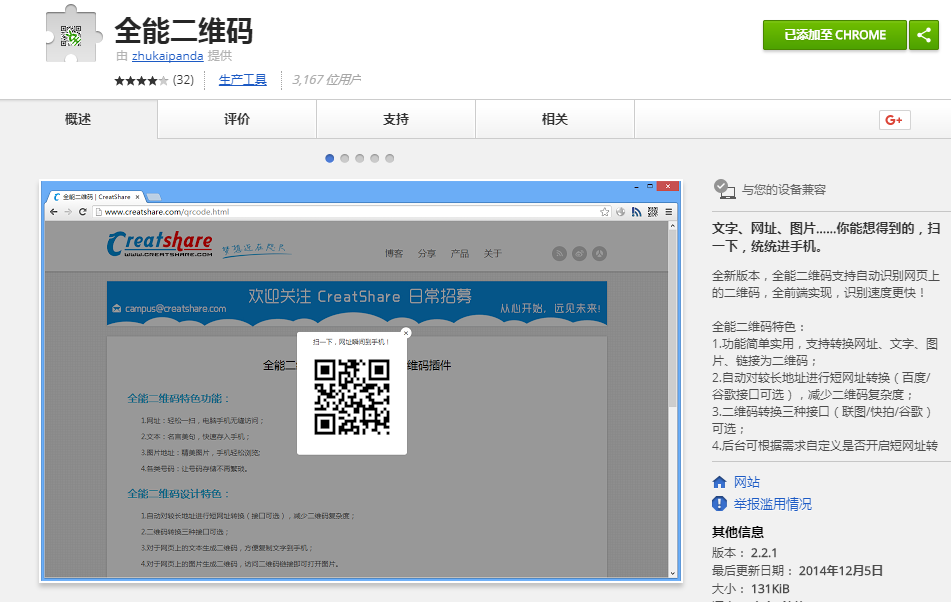 全能二维码
由 zhukaipanda 提供
(32) 生产工具 3,167 位用户
已添加至 CHROME
概述 评价 支持 相关
G+
全能二维码 | CreatShare
www.creatshare.com/qrcode.html
Creatshare
WWW.CREATSHARE.COM
博客 分享 产品 关于
欢迎关注 CreatShare 日常招募
campus@creatshare.com
从心开始，远见未来!
扫一下，网址瞬间到手机！
全能二
维码插件
全能二维码特色功能：
1.网址：轻松一扫，电脑手机无缝访问；
2.文本：名言美句，快速存入手机；
3.图片地址：精美图片，手机轻松浏览;
4.各类号码：让号码存储不再繁琐。
全能二维码设计特色：
1.自动对较长地址进行短网址转换（接口可选），减少二维码复杂度；
2.二维码转换三种接口可选；
3.对于网页上的文本生成二维码，方便复制文字到手机；
4.对于网页上的图片生成二维码，访问二维码链接即可打开图片。
与您的设备兼容
文字、网址、图片......你能想得到的，扫
一下，统统进手机。
全新版本，全能二维码支持自动识别网页上
的二维码，全前端实现，识别速度更快！
全能二维码特色：
1.功能简单实用，支持转换网址、文字、图
片、链接为二维码；
2.自动对较长地址进行短网址转换（百度/
谷歌接口可选），减少二维码复杂度；
3.二维码转换三种接口（联图/快拍/谷歌）
可选；
4.后台可根据需求自定义是否开启短网址转
网站
举报滥用情况
其他信息
版本： 2.2.1
最后更新日期： 2014年12月5日
大小： 131KiB